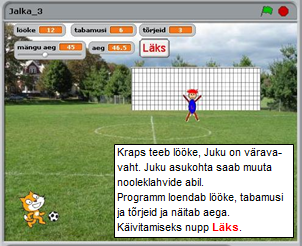 Jalka_3
lööke 12 tabamusi 6 tõrjeid 3
mängu aeg 45 aeg 46.5 Läks
Kraps teeb lööke, Juku on värava-
vaht. Juku asukohta saab muuta
nooleklahvide abil.
Programm loendab lööke, tabamusi
ja tõrjeid ja näitab aega.
Käivitamiseks nupp Läks.